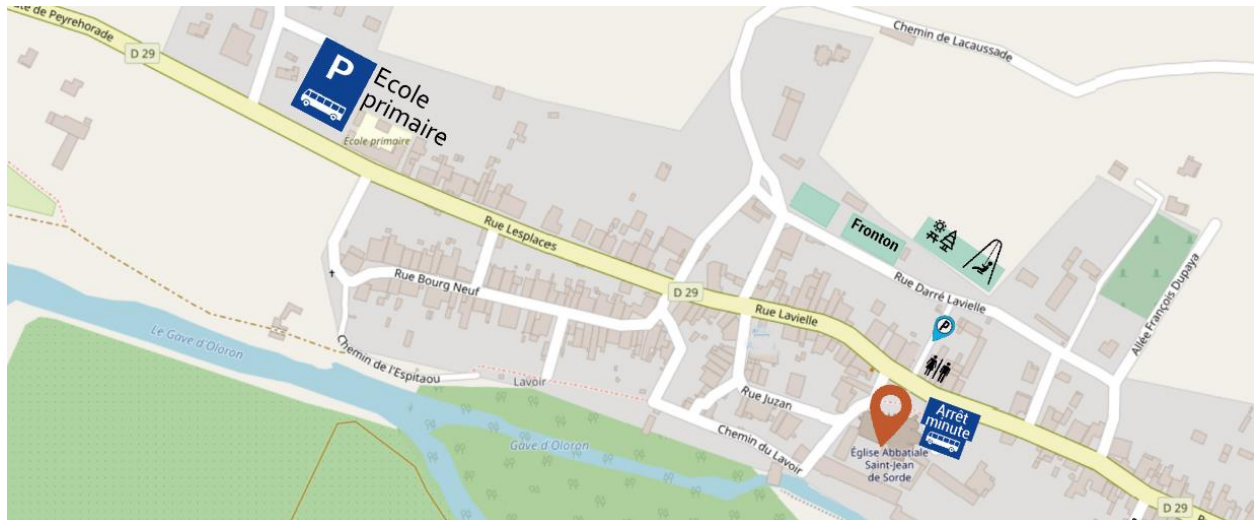 te de Peyrehorade
D 29
P
Ecole
primaire
École primaire
Chemin de Lacaussade
Rue Lesplaces
Fronton
Rue Bourg Neuf
D 29
Rue Darré Lavielle
Allée François Dupaya
Rue Lavielle
P
Le Gave d'Oloron
Chemin de l'Espitaou
Lavoir
Rue Juzan
Arrêt
minute
Gave d'Oloron
Chemin du Lavoir
Église Abbatiale
Saint-Jean
de Sorde
D 29